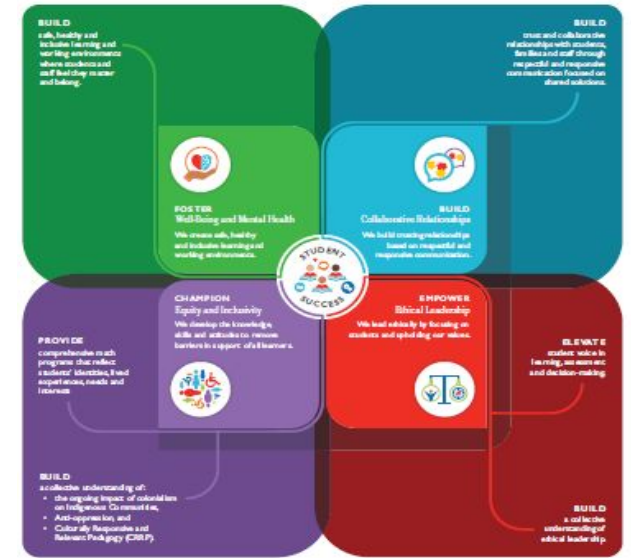 BUILD
safe, healthy and
inclusive learning and
working environments
where students and
staff feel they matter
and belong.
BUILD
trust and collaborative
relationships with students,
families and staff through
respectful and responsive
communication focused on
shared solutions.
FOSTER
Well-Being and Mental Health
We create safe, healthy
and inclusive learning and
working environments.
BUILD
Collaborative Relationships
We build trusting relationships
based on respectful and
responsive communication.
STUDENT
SUCCESS
CHAMPION
Equity and Inclusivity
We develop the knowledge,
skills and attitudes to remove
barriers in support of all learners.
EMPOWER
Ethical Leadership
We lead ethically by focusing on
students and upholding our values.
PROVIDE
comprehensive math
programs that reflect
students' identities, lived
experiences, needs and
interests
ELEVATE
student voice in
learning, assessment
and decision-making.
BUILD
a collective understanding of:
• the ongoing impact of colonialism
on Indigenous Communities,
• Anti-oppression, and
• Culturally Responsive and
Relevant Pedagogy (CRRP).
BUILD
a collective
understanding of
ethical leadership.